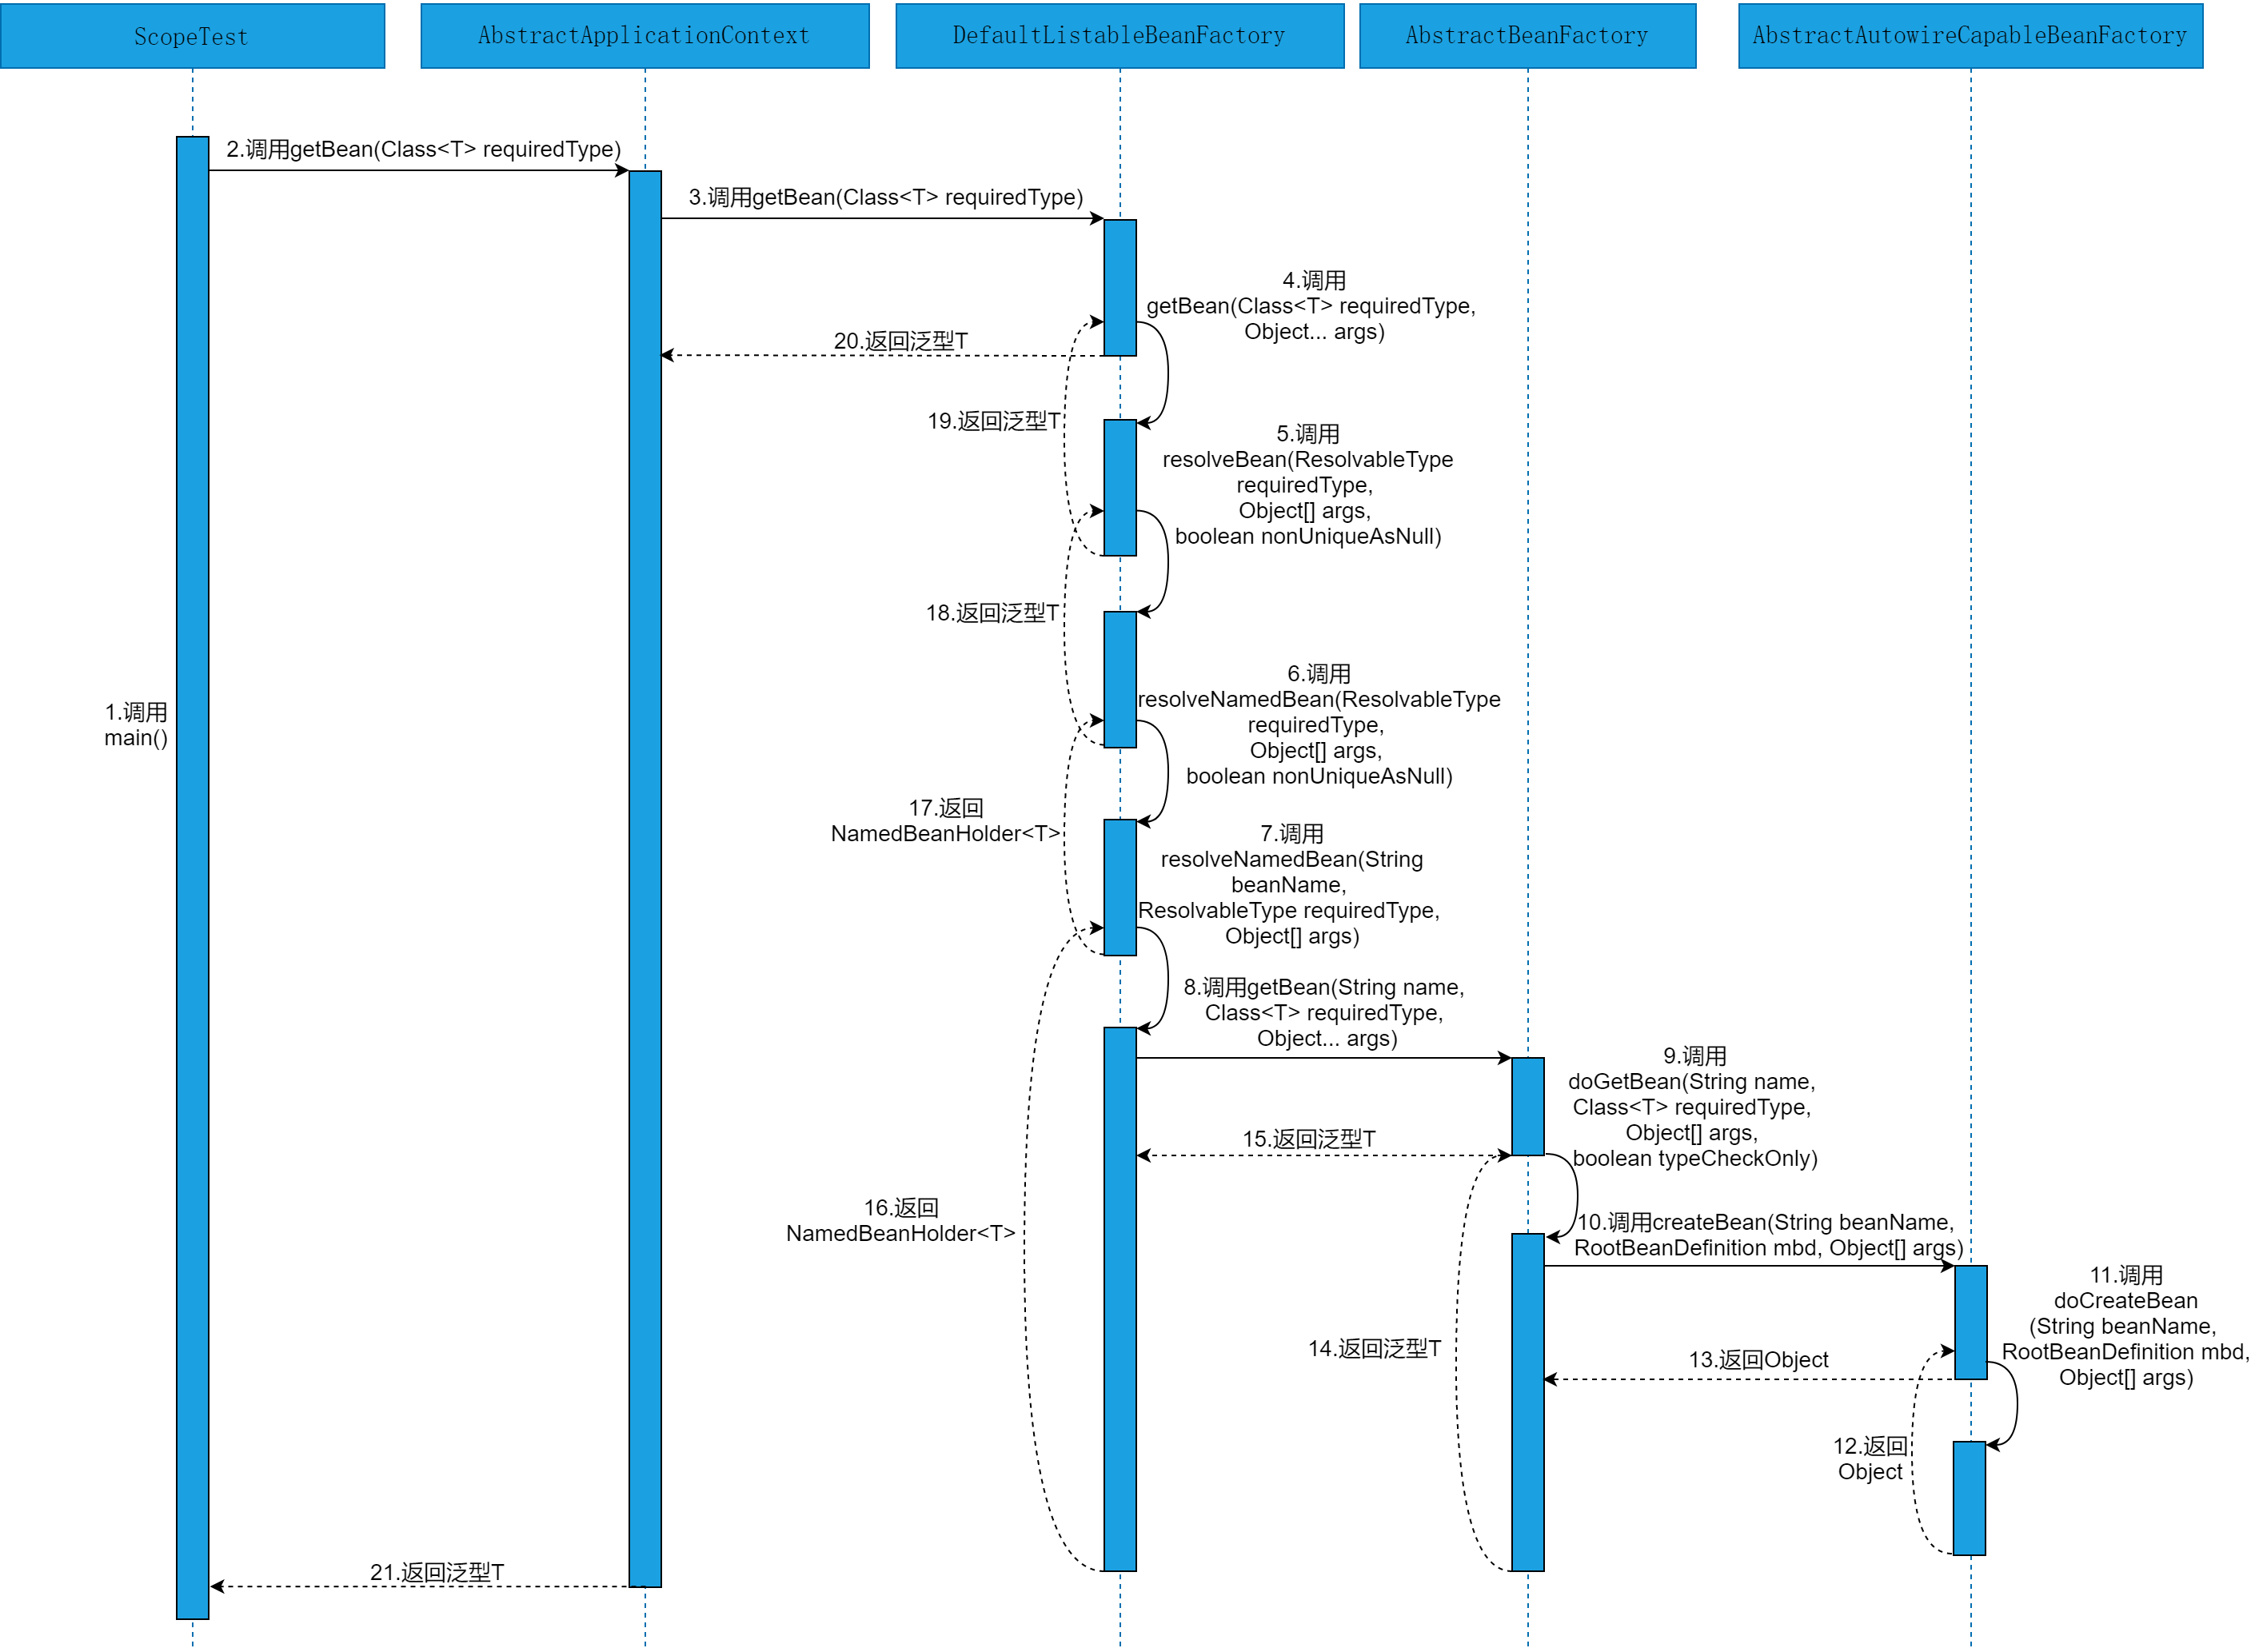 ScopeTest
AbstractApplicationContext
DefaultListableBeanFactory
AbstractBeanFactory
AbstractAutowireCapableBeanFactory
2.调用getBean(Class<T> requiredType)
3.调用getBean(Class<T> requiredType)
4.调用
getBean(Class<T> requiredType,
Object... args)
20.返回泛型T
19.返回泛型T
5.调用
resolveBean(ResolvableType
requiredType,
Object[] args,
boolean nonUniqueAsNull)
18.返回泛型T
6.调用
resolveNamedBean(ResolvableType
requiredType,
Object[] args,
boolean nonUniqueAsNull)
1.调用
main()
17.返回
NamedBeanHolder<T>
7.调用
resolveNamedBean(String
beanName,
ResolvableType requiredType,
Object[] args)
8.调用getBean(String name,
Class<T> requiredType,
Object... args)
9.调用
doGetBean(String name,
Class<T> requiredType,
Object[] args,
boolean typeCheckOnly)
15.返回泛型T
16.返回
NamedBeanHolder<T>
10.调用createBean(String beanName,
RootBeanDefinition mbd, Object[] args)
11.调用
doCreateBean
(String beanName,
RootBeanDefinition mbd,
Object[] args)
14.返回泛型T
13.返回Object
12.返回
Object
21.返回泛型T